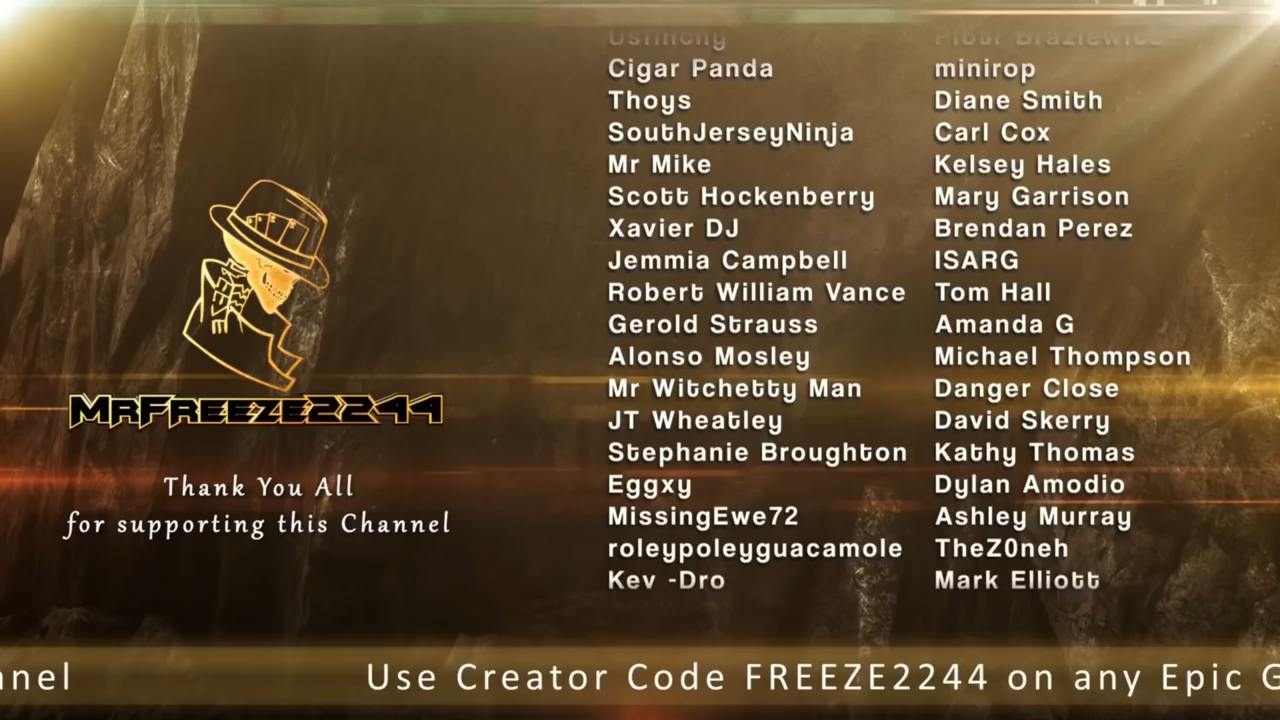 MrFreeze2244
Thank You All
for supporting this Channel
Cigar Panda
Thoys
SouthJerseyNinja
Mr Mike
Scott Hockenberry
Xavier DJ
Jemmia Campbell
Robert William Vance
Gerold Strauss
Alonso Mosley
Mr Witchetty Man
JT Wheatley
Stephanie Broughton
Eggxy
MissingEwe72
roleypoleyguacamole
Kev -Dro
minirop
Diane Smith
Carl Cox
Kelsey Hales
Mary Garrison
Brendan Perez
ISARG
Tom Hall
Amanda G
Michael Thompson
Danger Close
David Skerry
Kathy Thomas
Dylan Amodio
Ashley Murray
TheZ0neh
Mark Elliott
nnel Use Creator Code FREEZE2244 on any Epic G